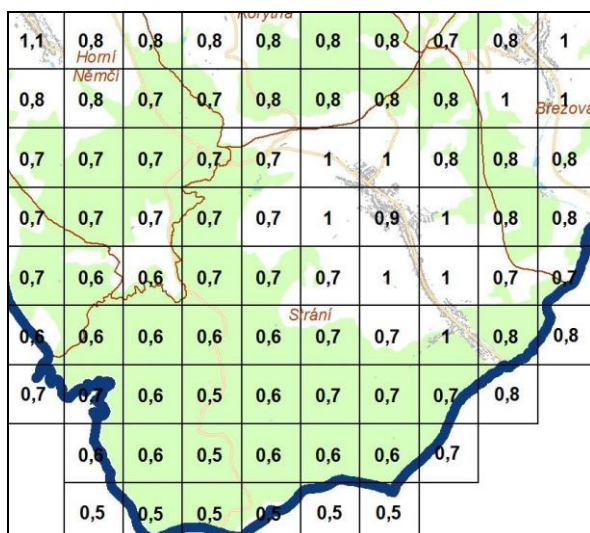 Korytná
1,1 0,8 0,8 0,8 0,8 0,8 0,8 0,7 0,8 1
Horní
Němčí
0,8 0,8 0,7 0,7 0,8 0,8 0,8 0,8 1 1
Březová
0,7 0,7 0,7 0,7 0,7 1 1 0,8 0,8 0,8
0,7 0,7 0,7 0,7 0,7 1 0,9 1 0,8 0,8
0,7 0,6 0,6 0,7 0,7 0,7 1 1 0,7 0,7
Strání
0,6 0,6 0,6 0,6 0,6 0,7 0,7 1 0,8 0,8
0,7 0,7 0,6 0,5 0,6 0,7 0,7 0,7 0,8
0,6 0,6 0,5 0,6 0,6 0,6 0,7
0,5 0,5 0,5 0,5 0,5 0,5